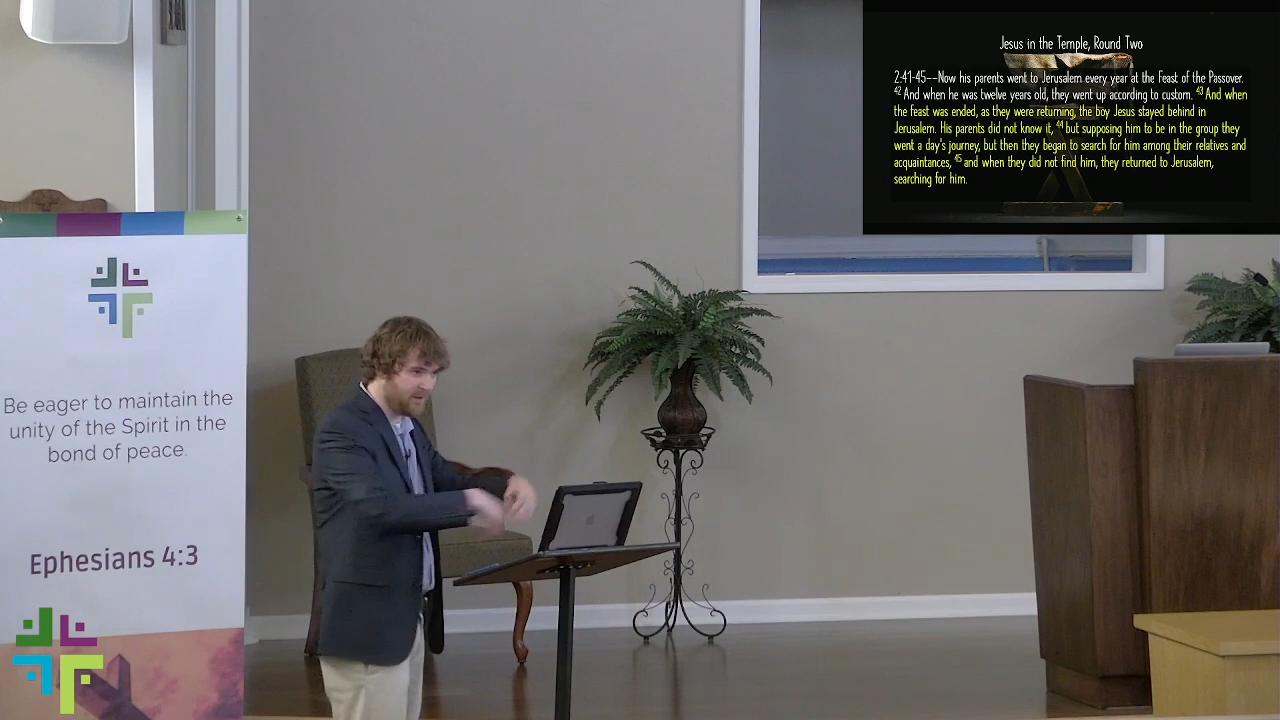 Jesus in the Temple, Round Two
2:41-45--Now his parents went to Jerusalem every year at the Feast of the Passover.
42 And when he was twelve years old, they went up according to custom. 43 And when
the feast was ended, as they were returning, the boy Jesus stayed behind in
Jerusalem. His parents did not know it, 44 but supposing him to be in the group they
went a day's journey, but then they began to search for him among their relatives and
acquaintances, 45 and when they did not find him, they returned to Jerusalem,
searching for him.
Be eager to maintain the
unity of the Spirit in the
bond of peace.
Ephesians 4:3